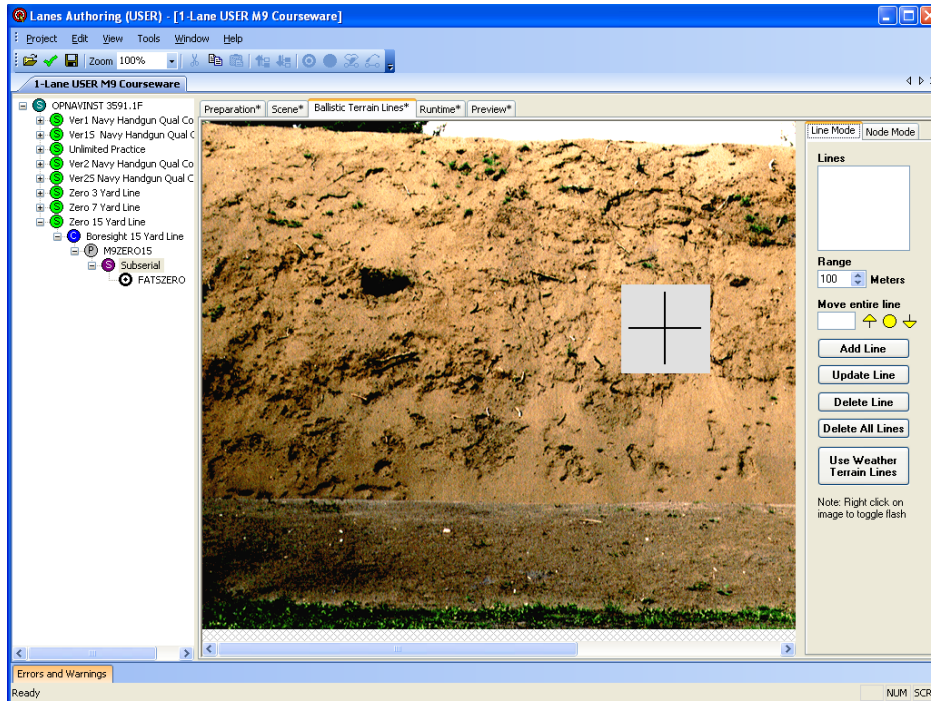 Lanes Authoring (USER) - [1-Lane USER M9 Courseware]
Project Edit View Tools Window Help
Zoom 100%
1-Lane USER M9 Courseware
OPNAVINST 3591.1F
Ver1 Navy Handgun Qual Co
Ver1S Navy Handgun Qual C
Unlimited Practice
Ver2 Navy Handgun Qual Co
Ver2S Navy Handgun Qual C
Zero 3 Yard Line
Zero 7 Yard Line
Zero 15 Yard Line
Boresight 15 Yard Line
M9ZERO15
Subserial
FATSZERO
Preparation* Scene* Ballistic Terrain Lines* Runtime* Preview*
Line Mode Node Mode
Lines
Range
100 Meters
Move entire line
Add Line
Update Line
Delete Line
Delete All Lines
Use Weather
Terrain Lines
Note: Right click on
image to toggle flash
Errors and Warnings
Ready NUM SCR